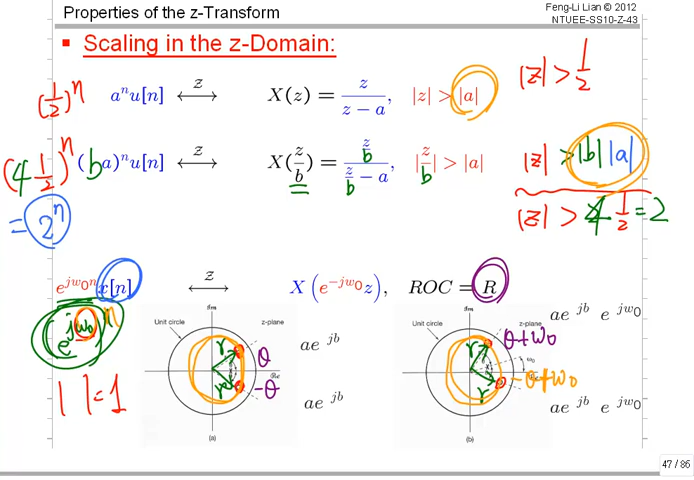 Properties of the z-Transform
Feng-Li Lian © 2012
NTUEE-SS10-Z-43
▪ Scaling in the z-Domain:
(1/2)^n a^n u[n] ⟷(Z) X(z) = z/(z − a), |z| > |a| |z| > 1/2
(4 1/2)^n (ba)^n u[n] ⟷(Z) X(z/b) = (z/b)/(z/b − a), |z/b| > |a| |z| > |b||a|
= 2^n |z| > 4 1/2 = 2
e^{jw0n} x[n] ⟷(Z) X(e^{−jw0} z), ROC = R
(e^{jw0})^n
| | = 1
Unit circle
Im
z-plane
ae^{jb}
r
θ
Re
r
−θ
ae^{jb}
(a)
Unit circle
Im
z-plane
ae^{jb} e^{jw0}
θ+w0
r
w0
Re
r
−θ+w0
ae^{jb} e^{jw0}
(b)
47 / 86